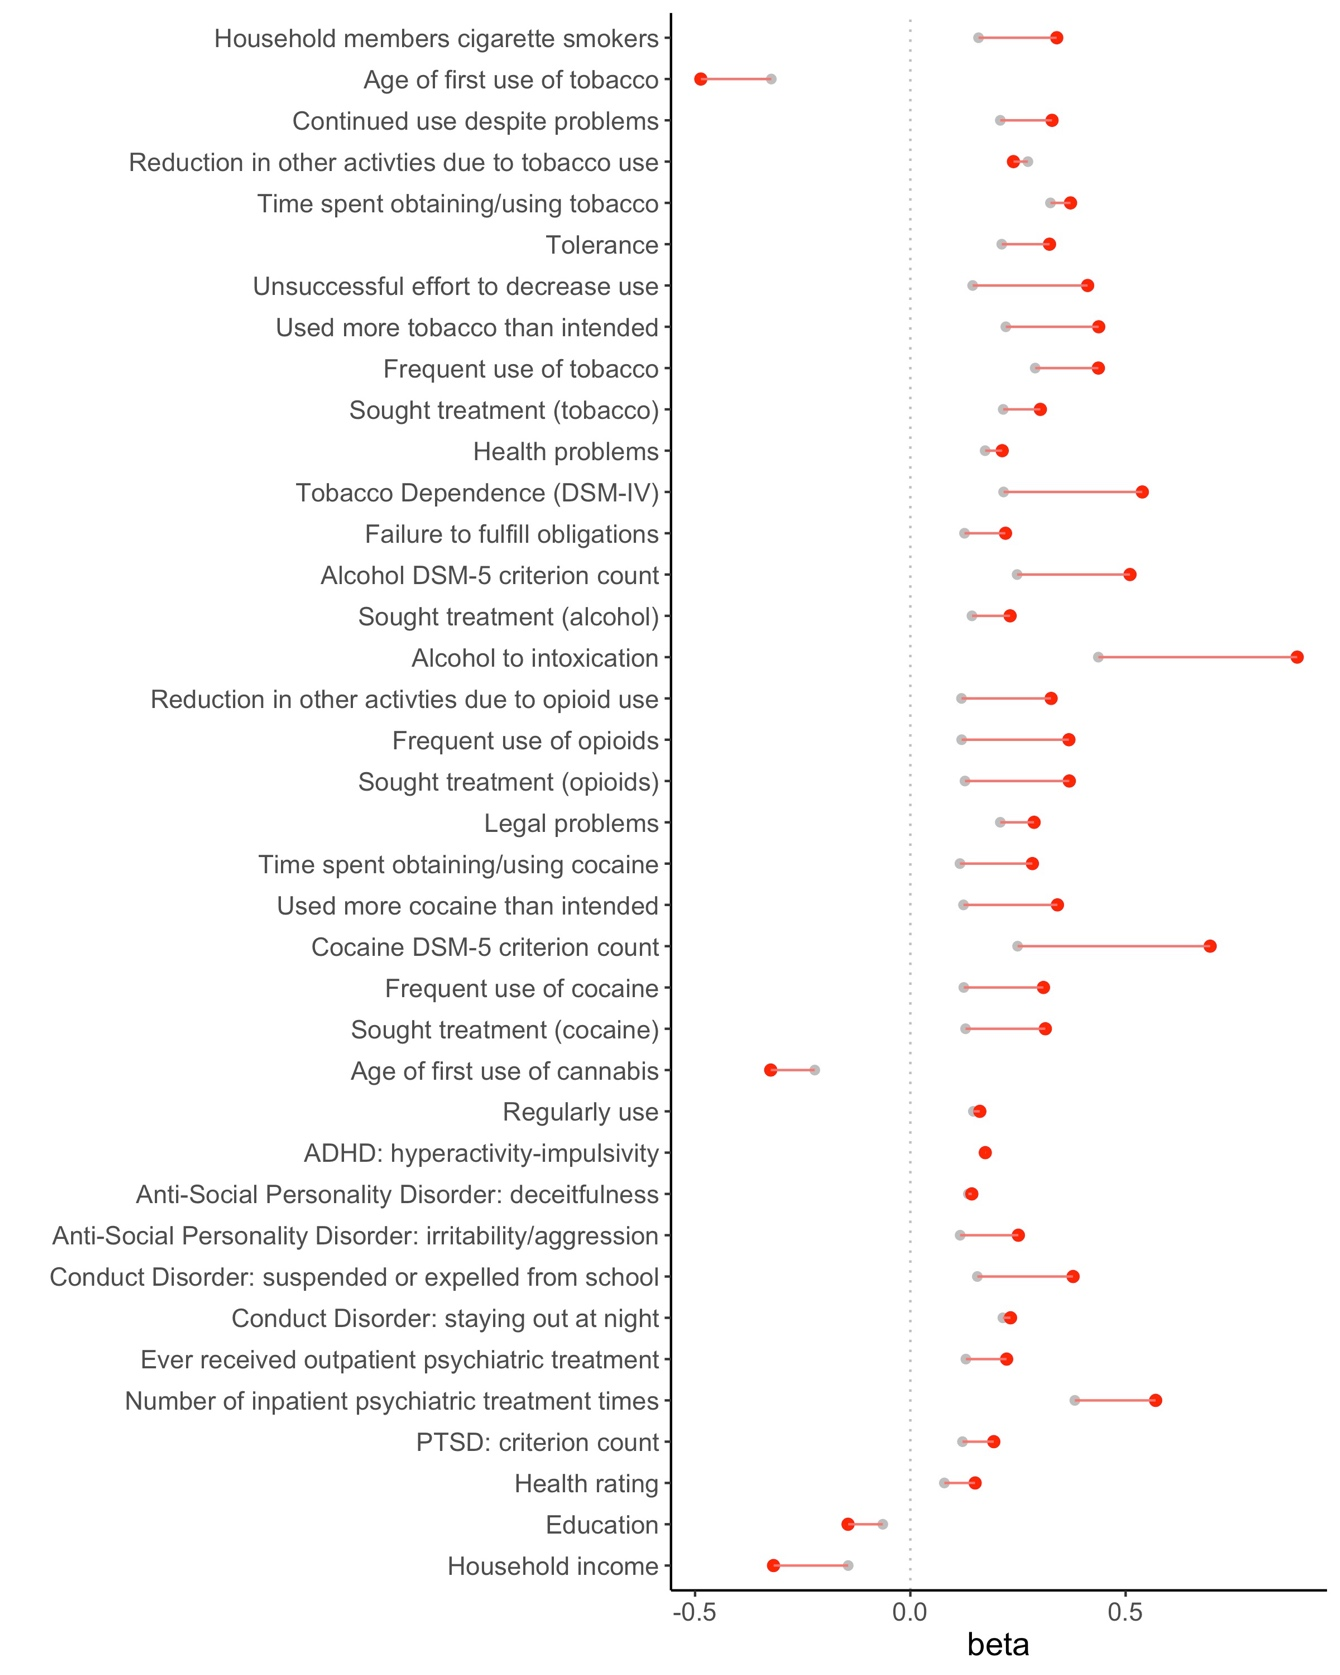 Household members cigarette smokers
Age of first use of tobacco
Continued use despite problems
Reduction in other activties due to tobacco use
Time spent obtaining/using tobacco
Tolerance
Unsuccessful effort to decrease use
Used more tobacco than intended
Frequent use of tobacco
Sought treatment (tobacco)
Health problems
Tobacco Dependence (DSM-IV)
Failure to fulfill obligations
Alcohol DSM-5 criterion count
Sought treatment (alcohol)
Alcohol to intoxication
Reduction in other activties due to opioid use
Frequent use of opioids
Sought treatment (opioids)
Legal problems
Time spent obtaining/using cocaine
Used more cocaine than intended
Cocaine DSM-5 criterion count
Frequent use of cocaine
Sought treatment (cocaine)
Age of first use of cannabis
Regularly use
ADHD: hyperactivity-impulsivity
Anti-Social Personality Disorder: deceitfulness
Anti-Social Personality Disorder: irritability/aggression
Conduct Disorder: suspended or expelled from school
Conduct Disorder: staying out at night
Ever received outpatient psychiatric treatment
Number of inpatient psychiatric treatment times
PTSD: criterion count
Health rating
Education
Household income
-0.5 0.0 0.5
beta